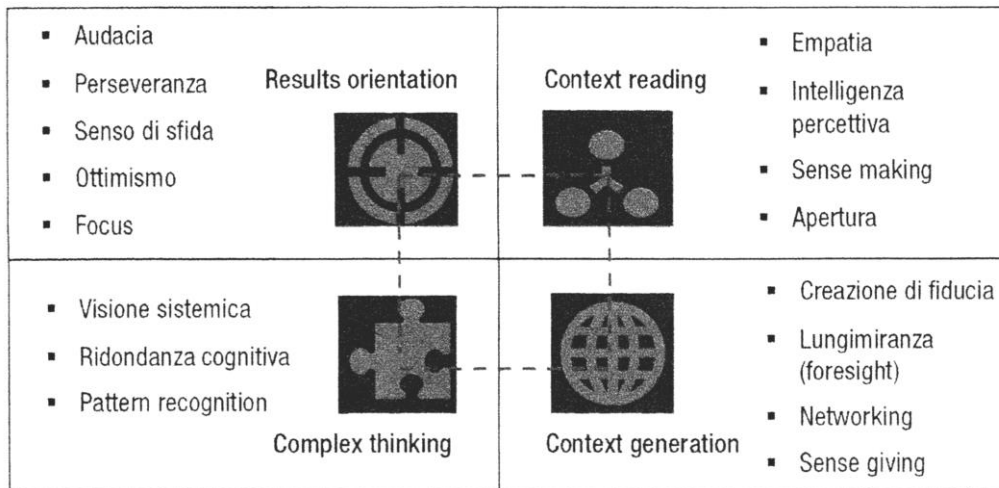 Audacia
Perseveranza
Senso di sfida
Ottimismo
Focus
Results orientation
Context reading
Empatia
Intelligenza
percettiva
Sense making
Apertura
Visione sistemica
Ridondanza cognitiva
Pattern recognition
Complex thinking
Context generation
Creazione di fiducia
Lungimiranza
(foresight)
Networking
Sense giving